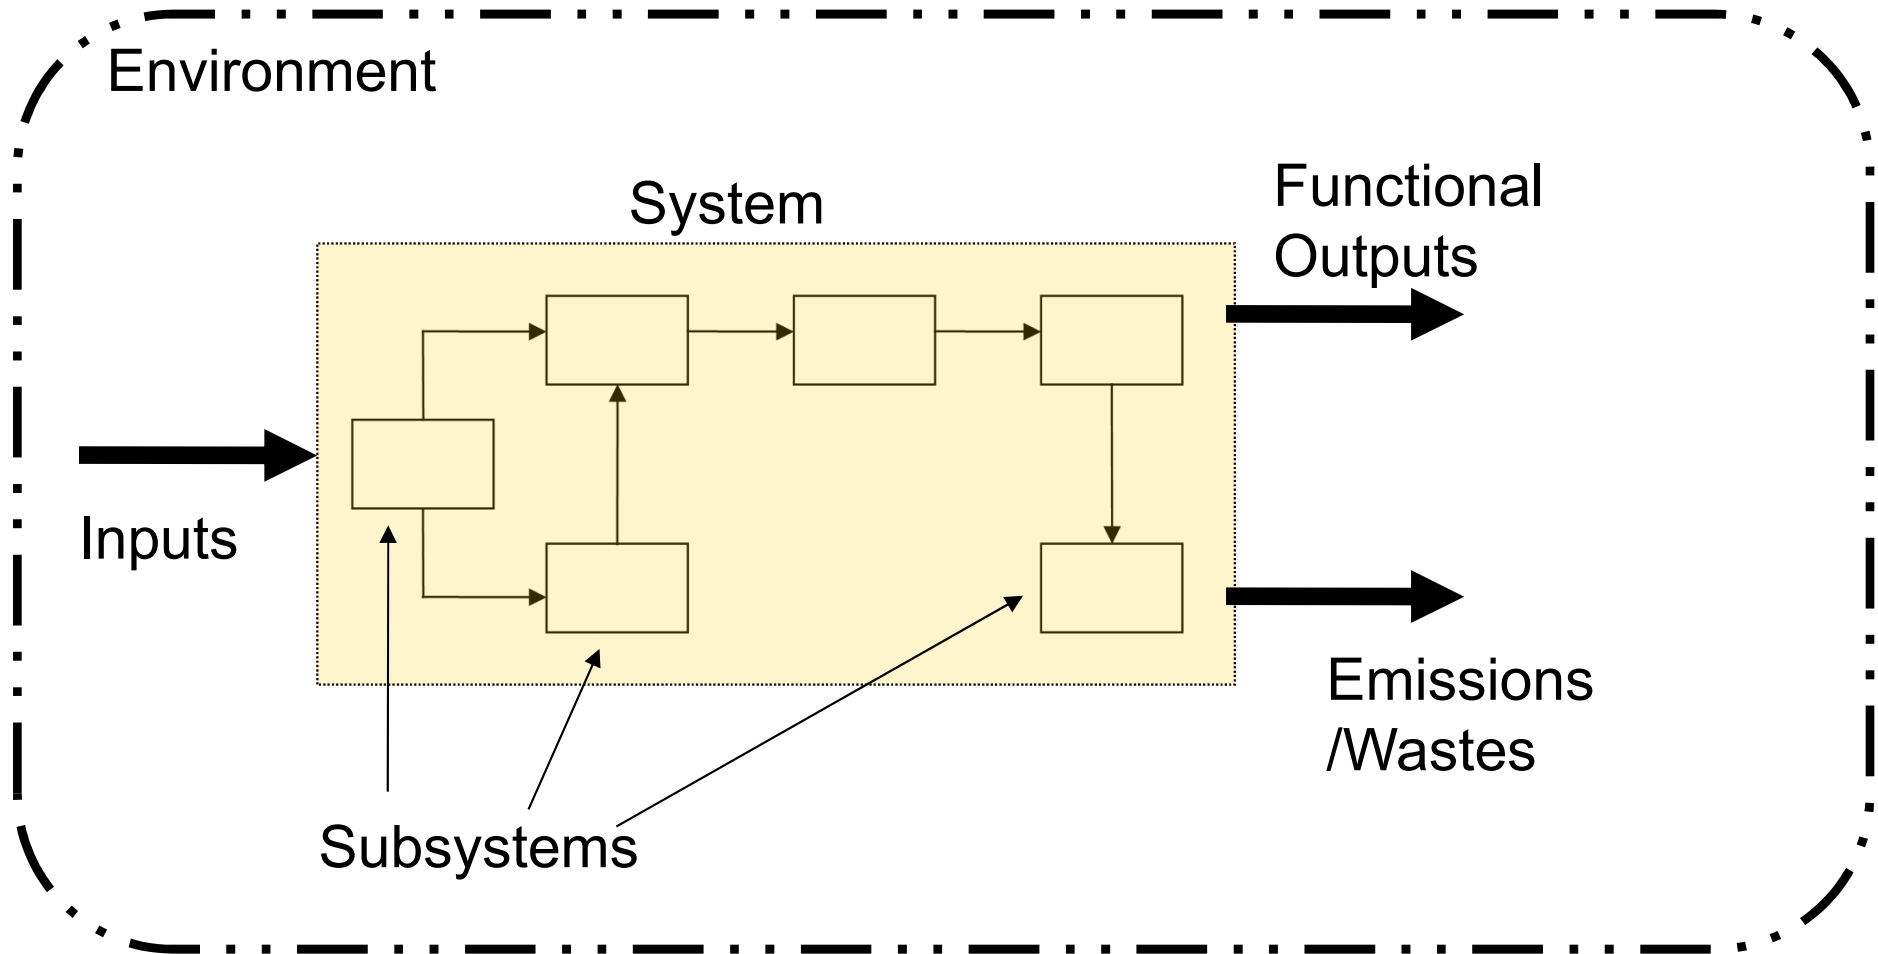 Environment
System
Functional
Outputs
Inputs
Emissions
/Wastes
Subsystems